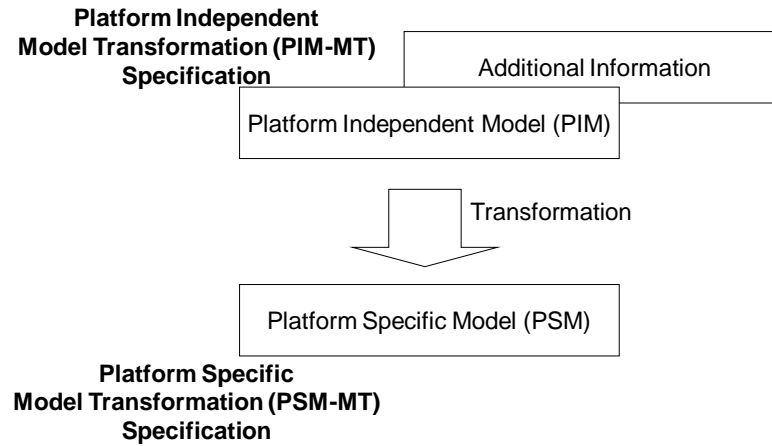 Platform Independent
Model Transformation (PIM-MT)
Specification
Additional Information
Platform Independent Model (PIM)
Transformation
Platform Specific Model (PSM)
Platform Specific
Model Transformation (PSM-MT)
Specification